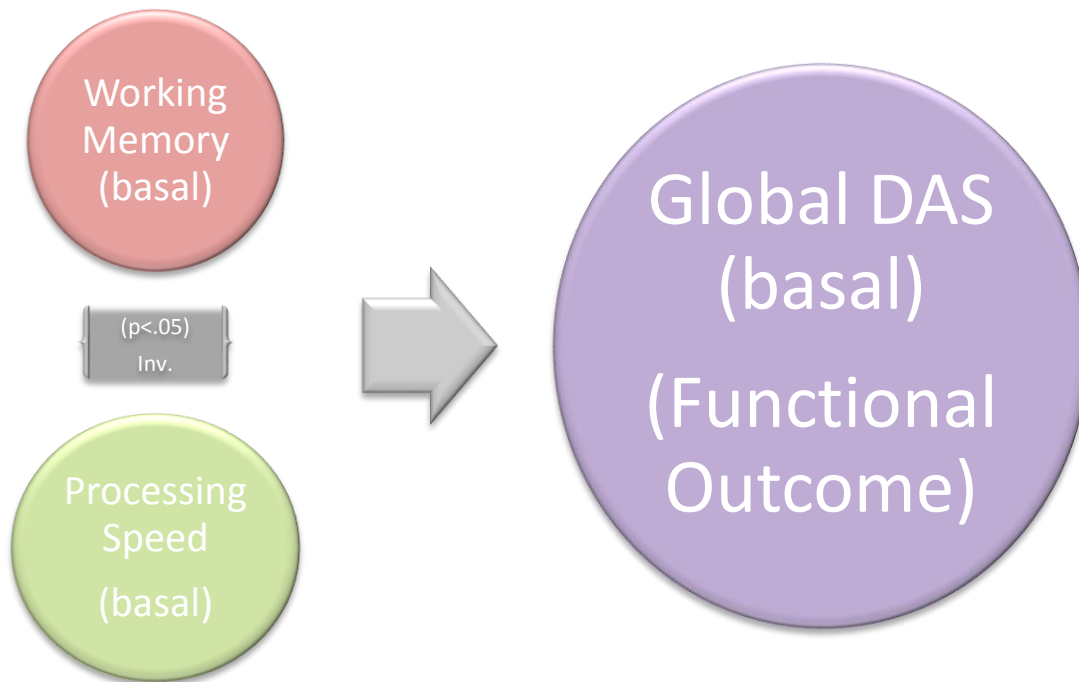 Working
Memory
(basal)
(p<.05)
Inv.
Processing
Speed
(basal)
Global DAS
(basal)
(Functional
Outcome)